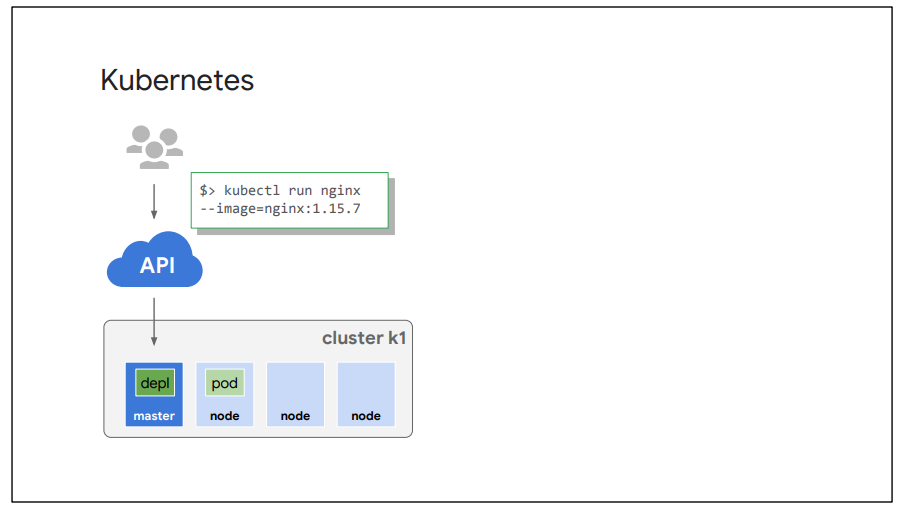 Kubernetes
$> kubectl run nginx
--image=nginx:1.15.7
API
cluster k1
depl
pod
master
node
node
node